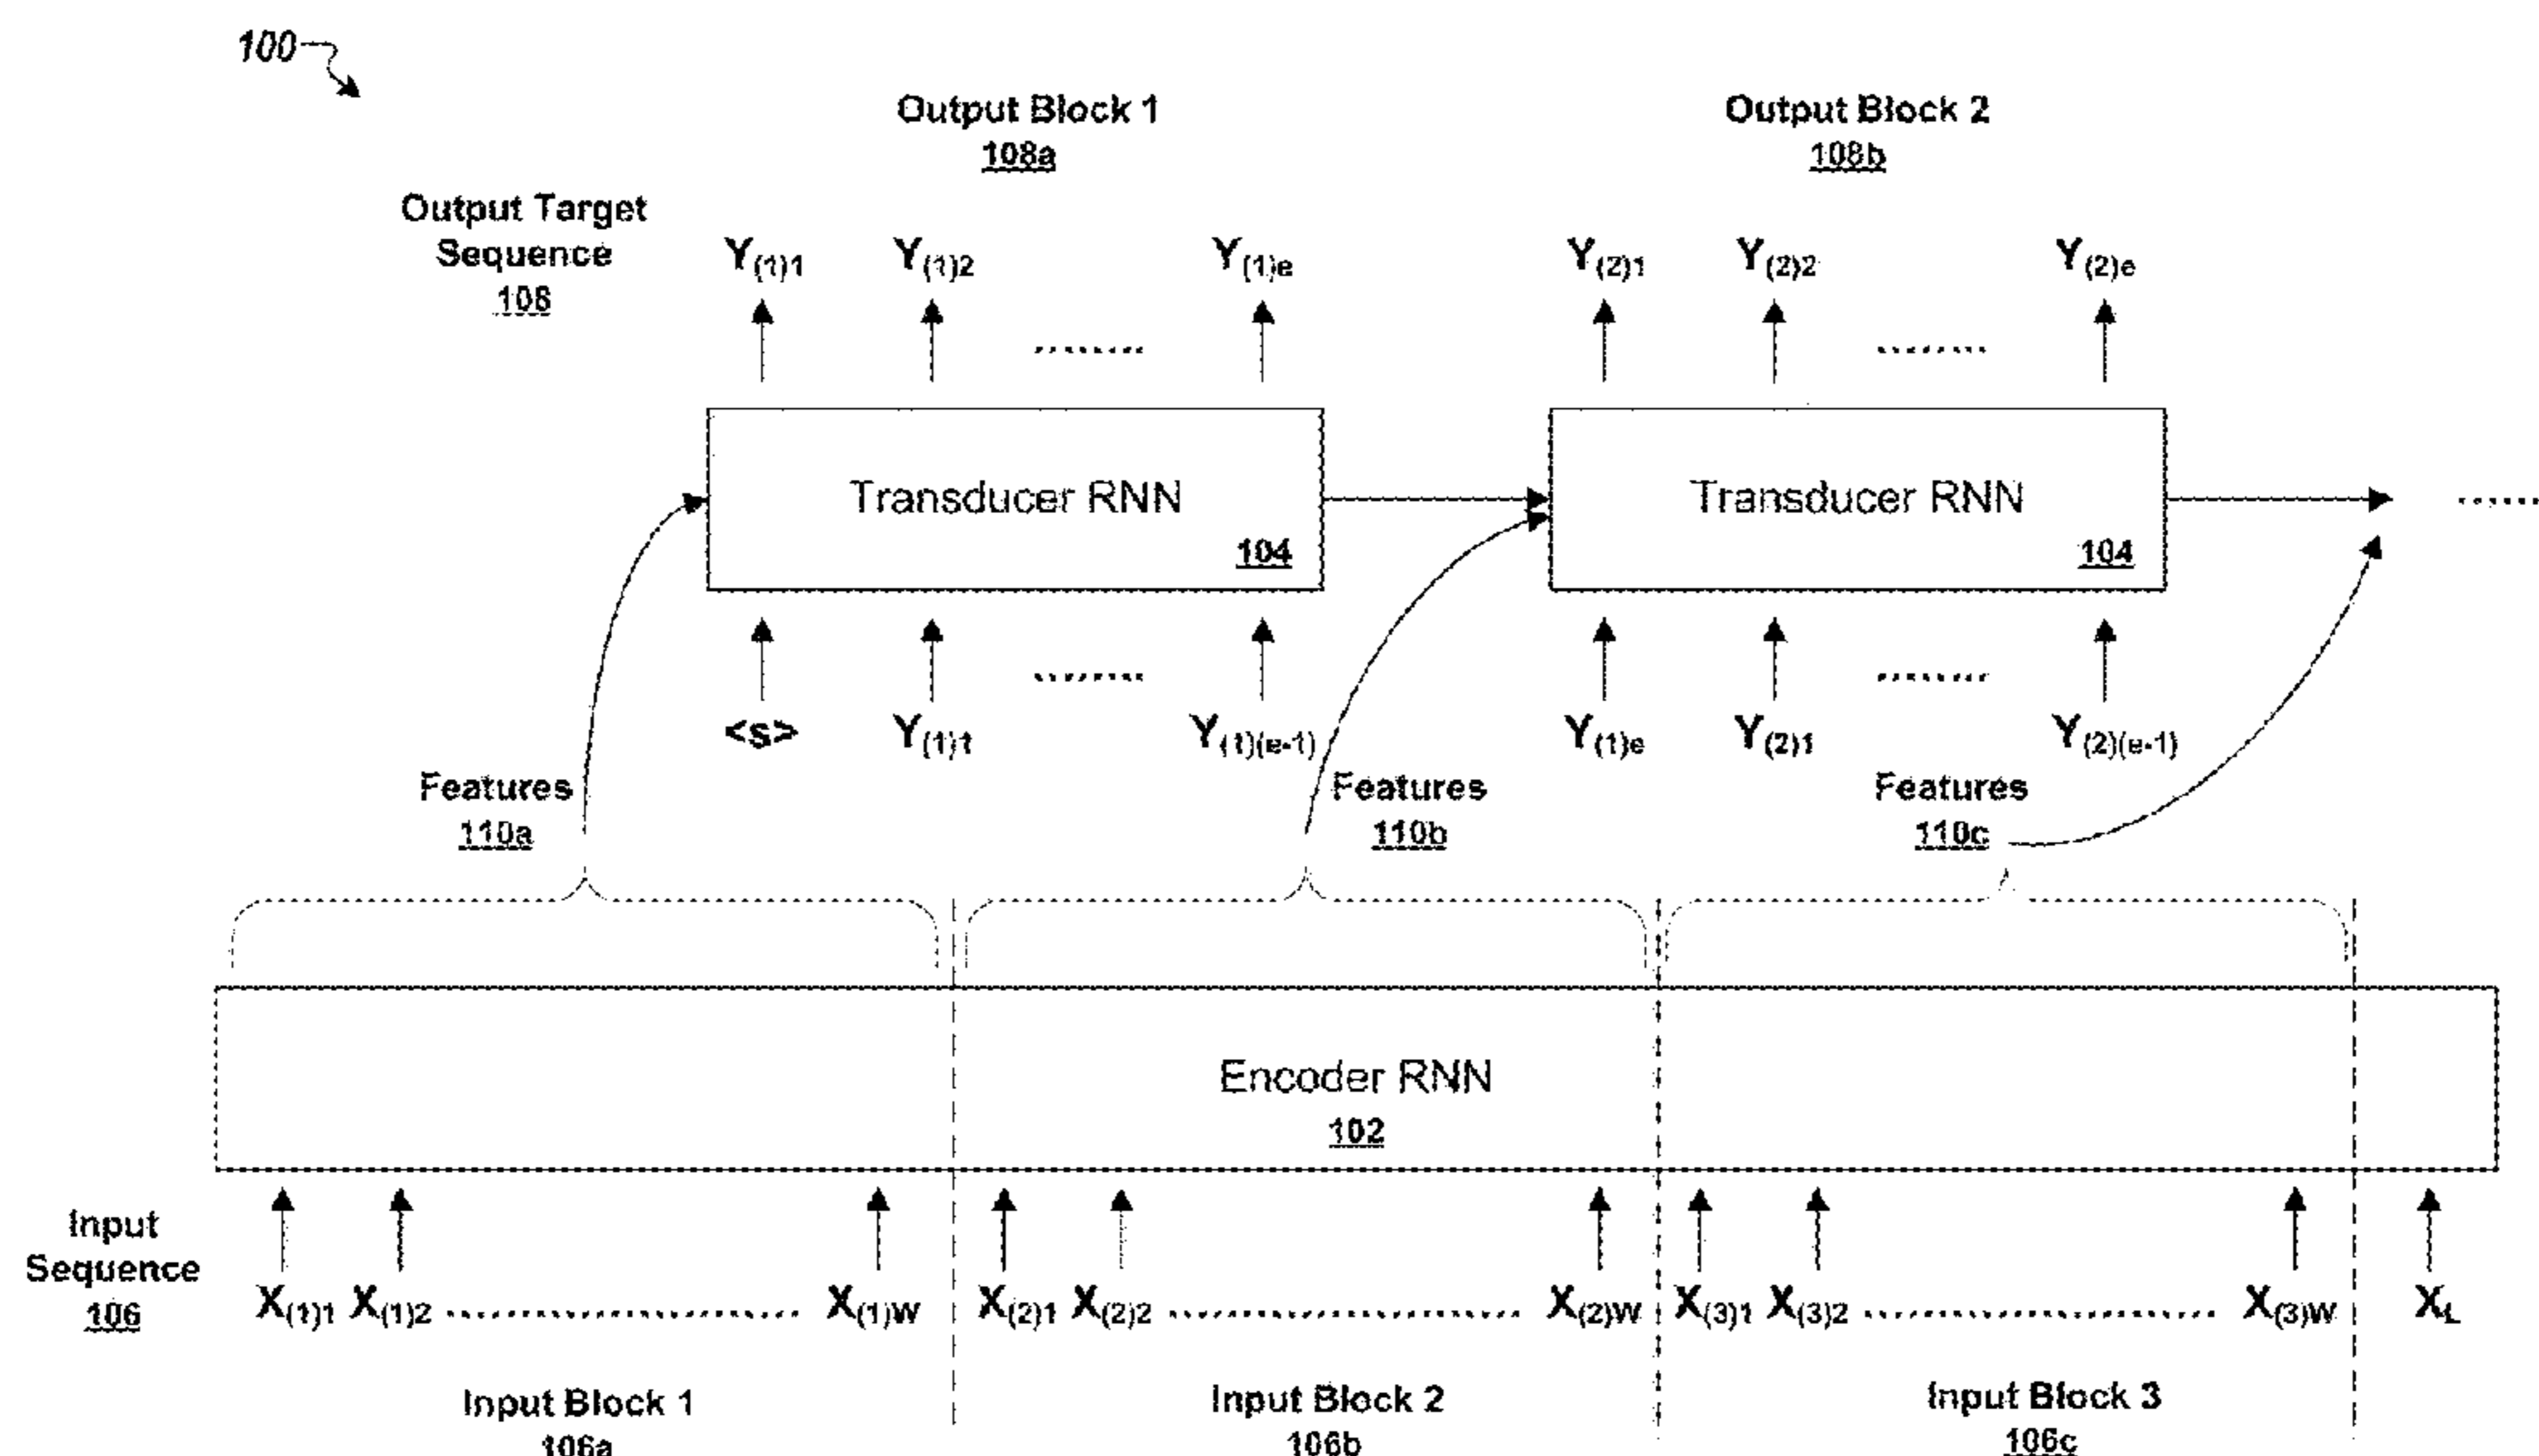 100
Output Block 1
108a
Output Block 2
108b
Output Target
Sequence
108
Y(1)1 Y(1)2 Y(1)e Y(2)1 Y(2)2 Y(2)e
.......
.......
Transducer RNN
104
Transducer RNN
104
.......
.......
.......
<s> Y(1)1 Y(1)(e-1) Y(1)e Y(2)1 Y(2)(e-1)
Features
110a
Features
110b
Features
110c
Encoder RNN
102
Input
Sequence
106
X(1)1 X(1)2 .................... X(1)W X(2)1 X(2)2 .................... X(2)W X(3)1 X(3)2 .................... X(3)W XL
Input Block 1
106a
Input Block 2
106b
Input Block 3
106c